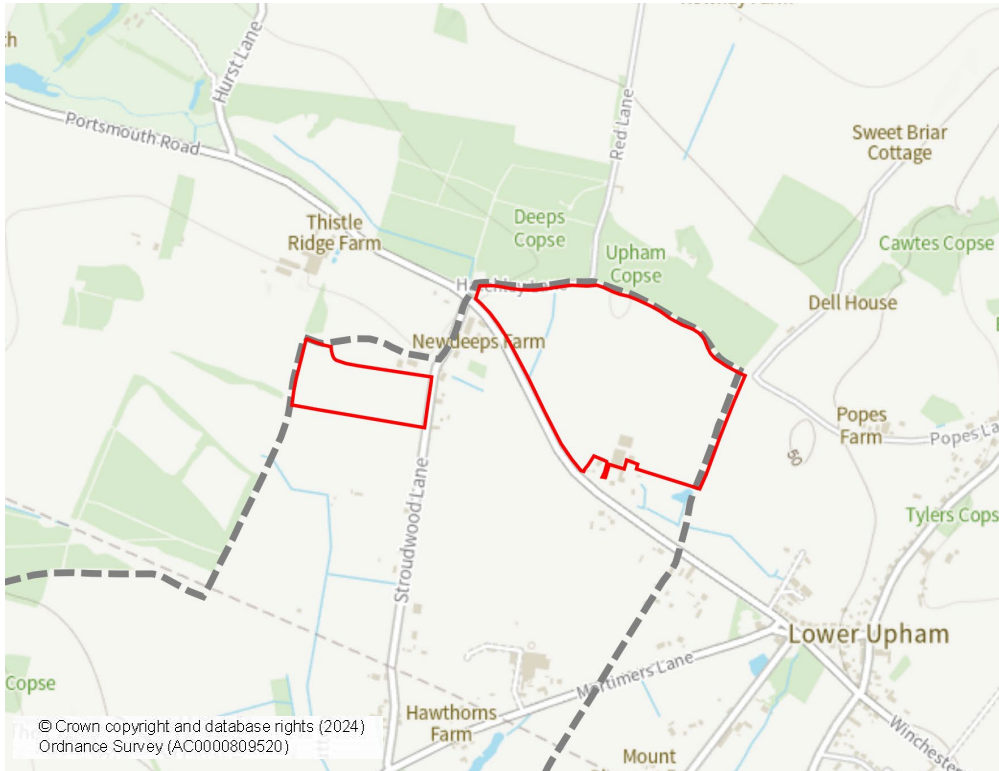 Hurst Lane
Portsmouth Road
Red Lane
Sweet Briar
Cottage
Thistle
Ridge Farm
Deeps
Copse
Upham
Copse
Cawtes Copse
Dell House
Newdeeps Farm
Popes
Farm
50
Tylers Cops
Stroudwood Lane
Lower Upham
Mortimers Lane
Copse
Hawthorns
Farm
Winchester
Mount
© Crown copyright and database rights (2024)
Ordnance Survey (AC0000809520)